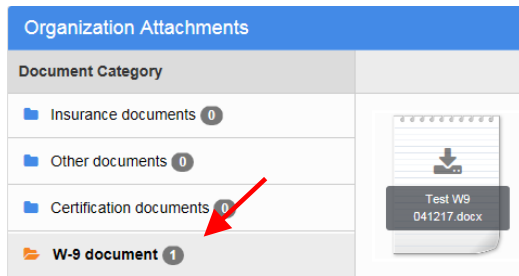 Organization Attachments
Document Category
Insurance documents 0
Other documents 0
Certification documents 0
W-9 document 1
Test W9
041217.docx